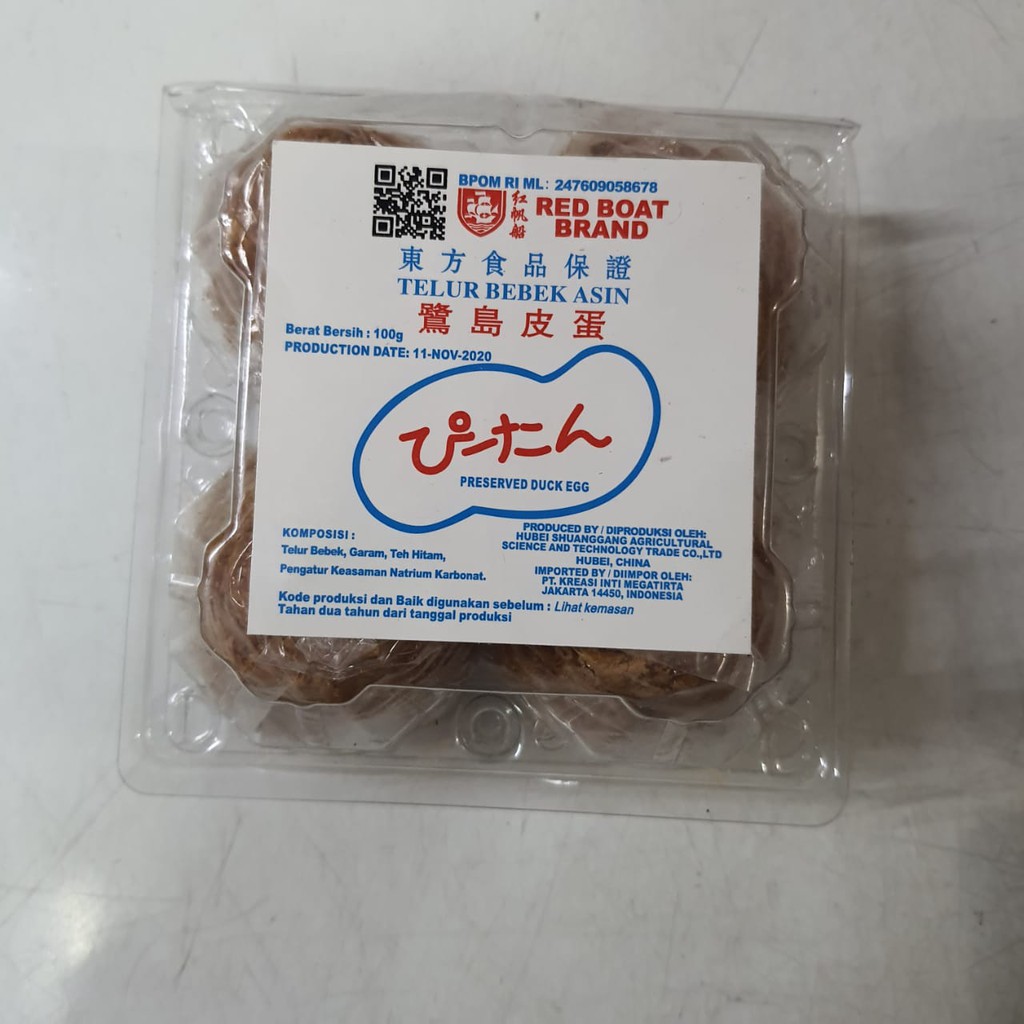 BPOM RI ML: 247609058678
红帆船
RED BOAT
BRAND
東方食品保證
TELUR BEBEK ASIN
鷺島皮蛋
Berat Bersih : 100g
PRODUCTION DATE: 11-NOV-2020
ぴーたん
PRESERVED DUCK EGG
KOMPOSISI :
Telur Bebek, Garam, Teh Hitam,
Pengatur Keasaman Natrium Karbonat.
PRODUCED BY / DIPRODUKSI OLEH:
HUBEI SHUANGGANG AGRICULTURAL
SCIENCE AND TECHNOLOGY TRADE CO.,LTD
HUBEI, CHINA
IMPORTED BY / DIIMPOR OLEH:
PT. KREASI INTI MEGATIRTA
JAKARTA 14450, INDONESIA
Kode produksi dan Baik digunakan sebelum : Lihat kemasan
Tahan dua tahun dari tanggal produksi